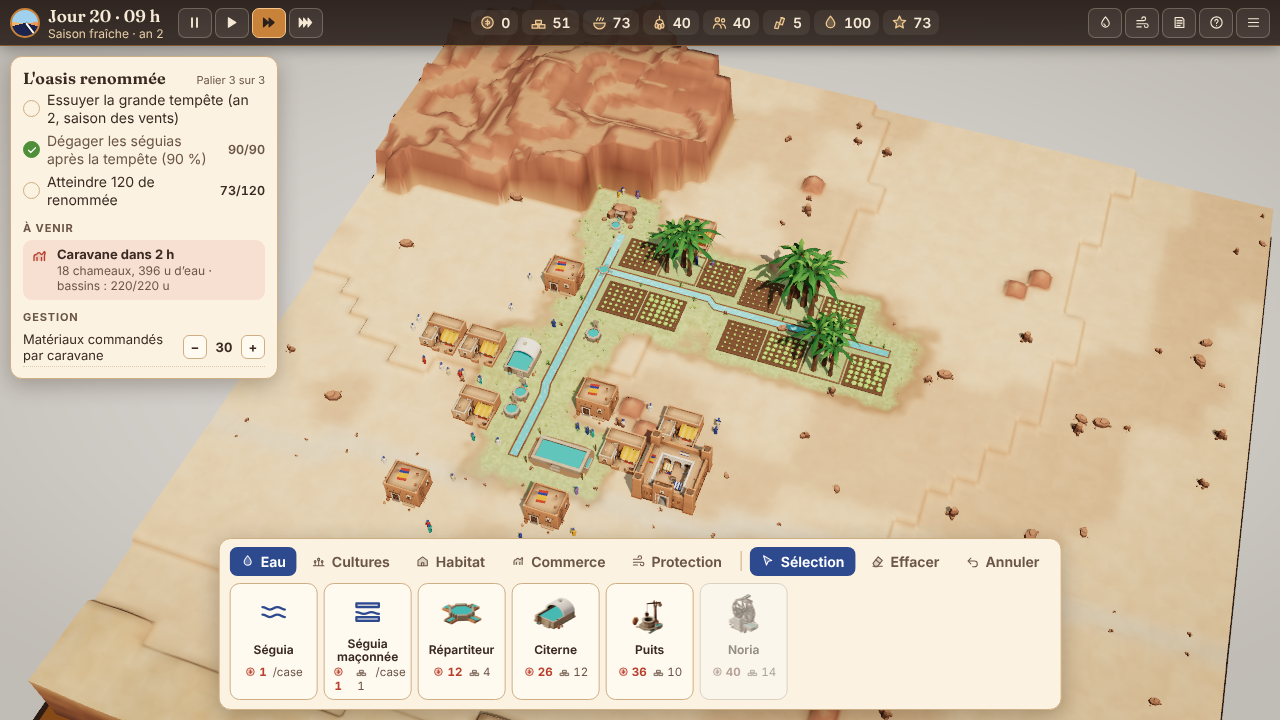 Jour 20 · 09 h
Saison fraîche · an 2
0
51
73
40
40
5
100
73
L'oasis renommée
Palier 3 sur 3
Essuyer la grande tempête (an
2, saison des vents)
Dégager les séguias
après la tempête (90 %)
90/90
Atteindre 120 de
renommée
73/120
À VENIR
Caravane dans 2 h
18 chameaux, 396 u d'eau ·
bassins : 220/220 u
GESTION
Matériaux commandés
par caravane
−
30
+
Eau
Cultures
Habitat
Commerce
Protection
Sélection
Effacer
Annuler
Séguia
1 /case
Séguia
maçonnée
1 1 /case
Répartiteur
12 4
Citerne
26 12
Puits
36 10
Noria
40 14